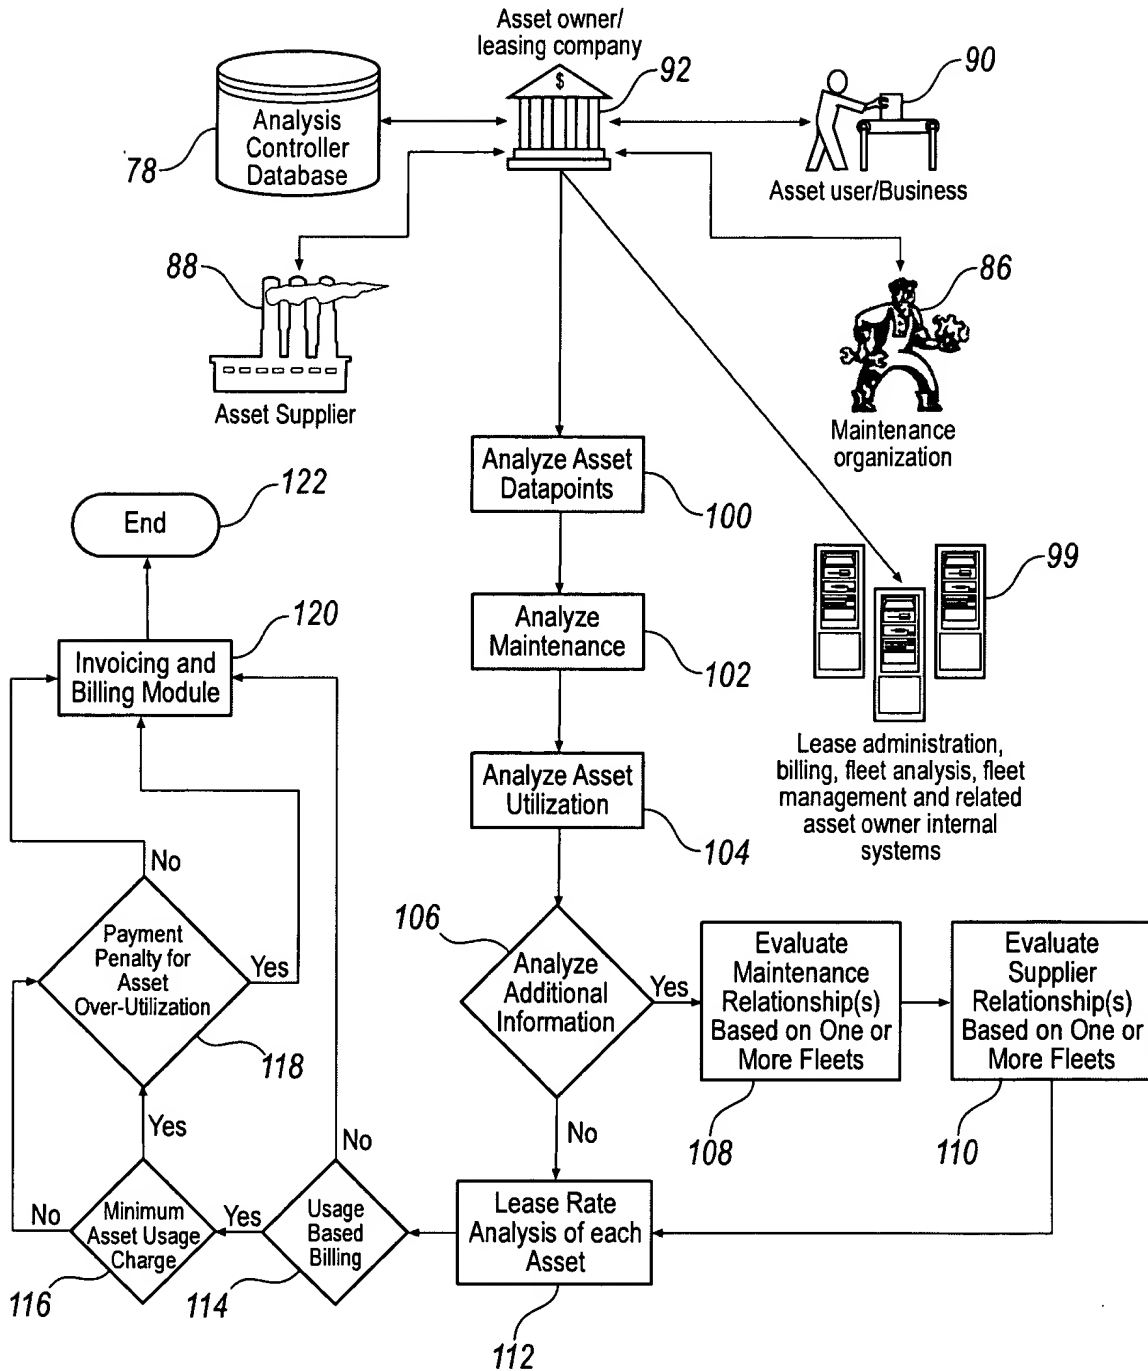 Asset owner/
leasing company
$
92
90
Analysis
Controller
Database
78
Asset user/Business
88
86
Asset Supplier
Maintenance
organization
Analyze Asset
Datapoints
100
122
End
99
Analyze
Maintenance
102
120
Invoicing and
Billing Module
Lease administration,
billing, fleet analysis, fleet
management and related
asset owner internal
systems
Analyze Asset
Utilization
104
No
106
Payment
Penalty for
Asset
Over-Utilization
Yes
118
Analyze
Additional
Information
Yes
Evaluate
Maintenance
Relationship(s)
Based on One or
More Fleets
108
Evaluate
Supplier
Relationship(s)
Based on One or
More Fleets
110
Yes
No
No
No
Minimum
Asset Usage
Charge
116
Yes
Usage
Based
Billing
114
Lease Rate
Analysis of each
Asset
112